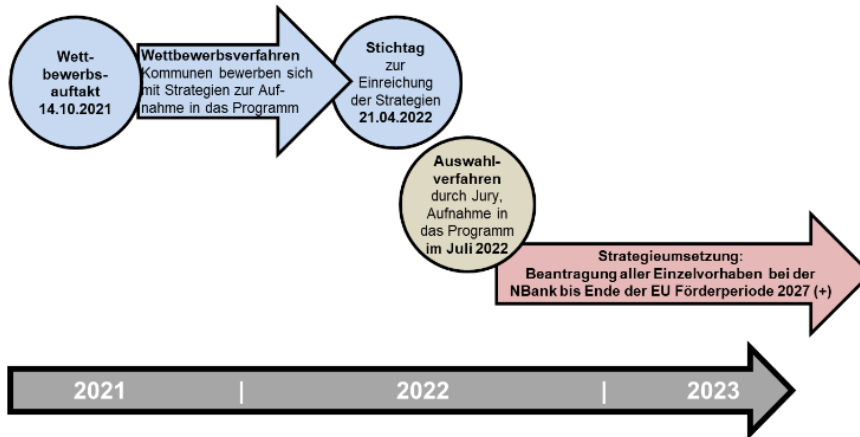 Wett-
bewerbs-
auftakt
14.10.2021
Wettbewerbsverfahren
Kommunen bewerben sich
mit Strategien zur Auf-
nahme in das Programm
Stichtag
zur
Einreichung
der Strategien
21.04.2022
Auswahl-
verfahren
durch Jury,
Aufnahme in
das Programm
im Juli 2022
Strategieumsetzung:
Beantragung aller Einzelvorhaben bei der
NBank bis Ende der EU Förderperiode 2027 (+)
2021 | 2022 | 2023